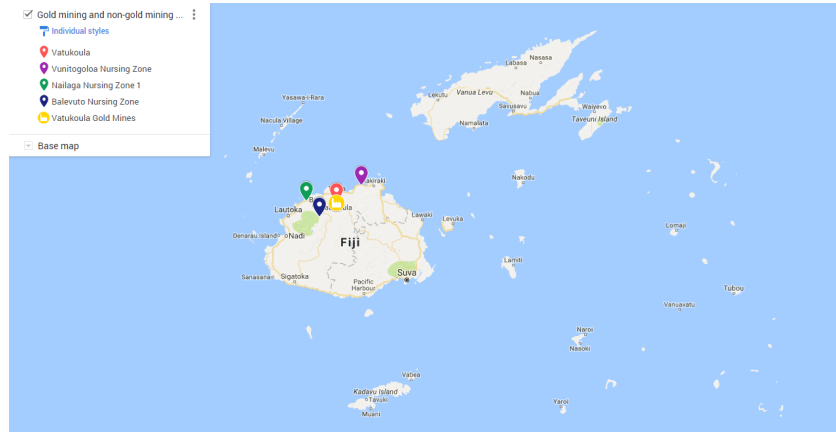 Gold mining and non-gold mining ...
Individual styles
Vatukoula
Vunitogoloa Nursing Zone
Nailaga Nursing Zone 1
Balevuto Nursing Zone
Vatukoula Gold Mines
Base map
Nasasa
Labasa
Yasawa-i-Rara
Lekutu
Vanua Levu
Nabua
Savusavu
Waiyevo
Taveuni Island
Nacula Village
Namalata
Malevu
Nakodu
Lautoka
Lawaki
Levuka
Lomaji
Denarau Island
Nadi
Fiji
Lamiti
Sanasana
Sigatoka
Pacific
Harbour
Suva
Tubou
Vanuavatu
Naroi
Nasoki
Vabea
Kadavu Island
Tavuki
Muani
Yaroi